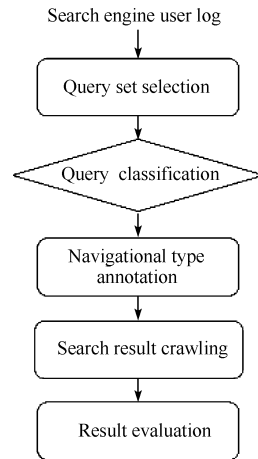 Search engine user log
Query set selection
Query classification
Navigational type
annotation
Search result crawling
Result evaluation